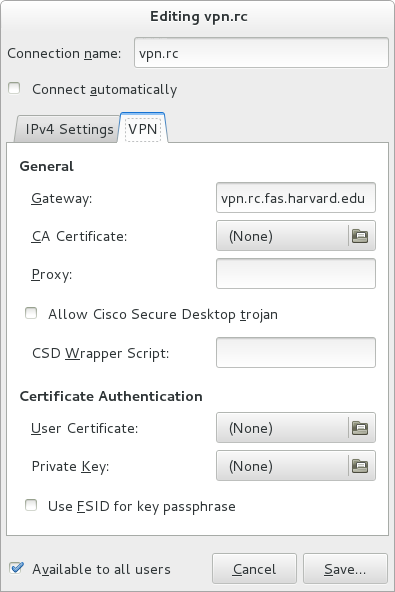 Editing vpn.rc
Connection name: vpn.rc
Connect automatically
IPv4 Settings VPN
General
Gateway: vpn.rc.fas.harvard.edu
CA Certificate: (None)
Proxy:
Allow Cisco Secure Desktop trojan
CSD Wrapper Script:
Certificate Authentication
User Certificate: (None)
Private Key: (None)
Use FSID for key passphrase
Available to all users Cancel Save...